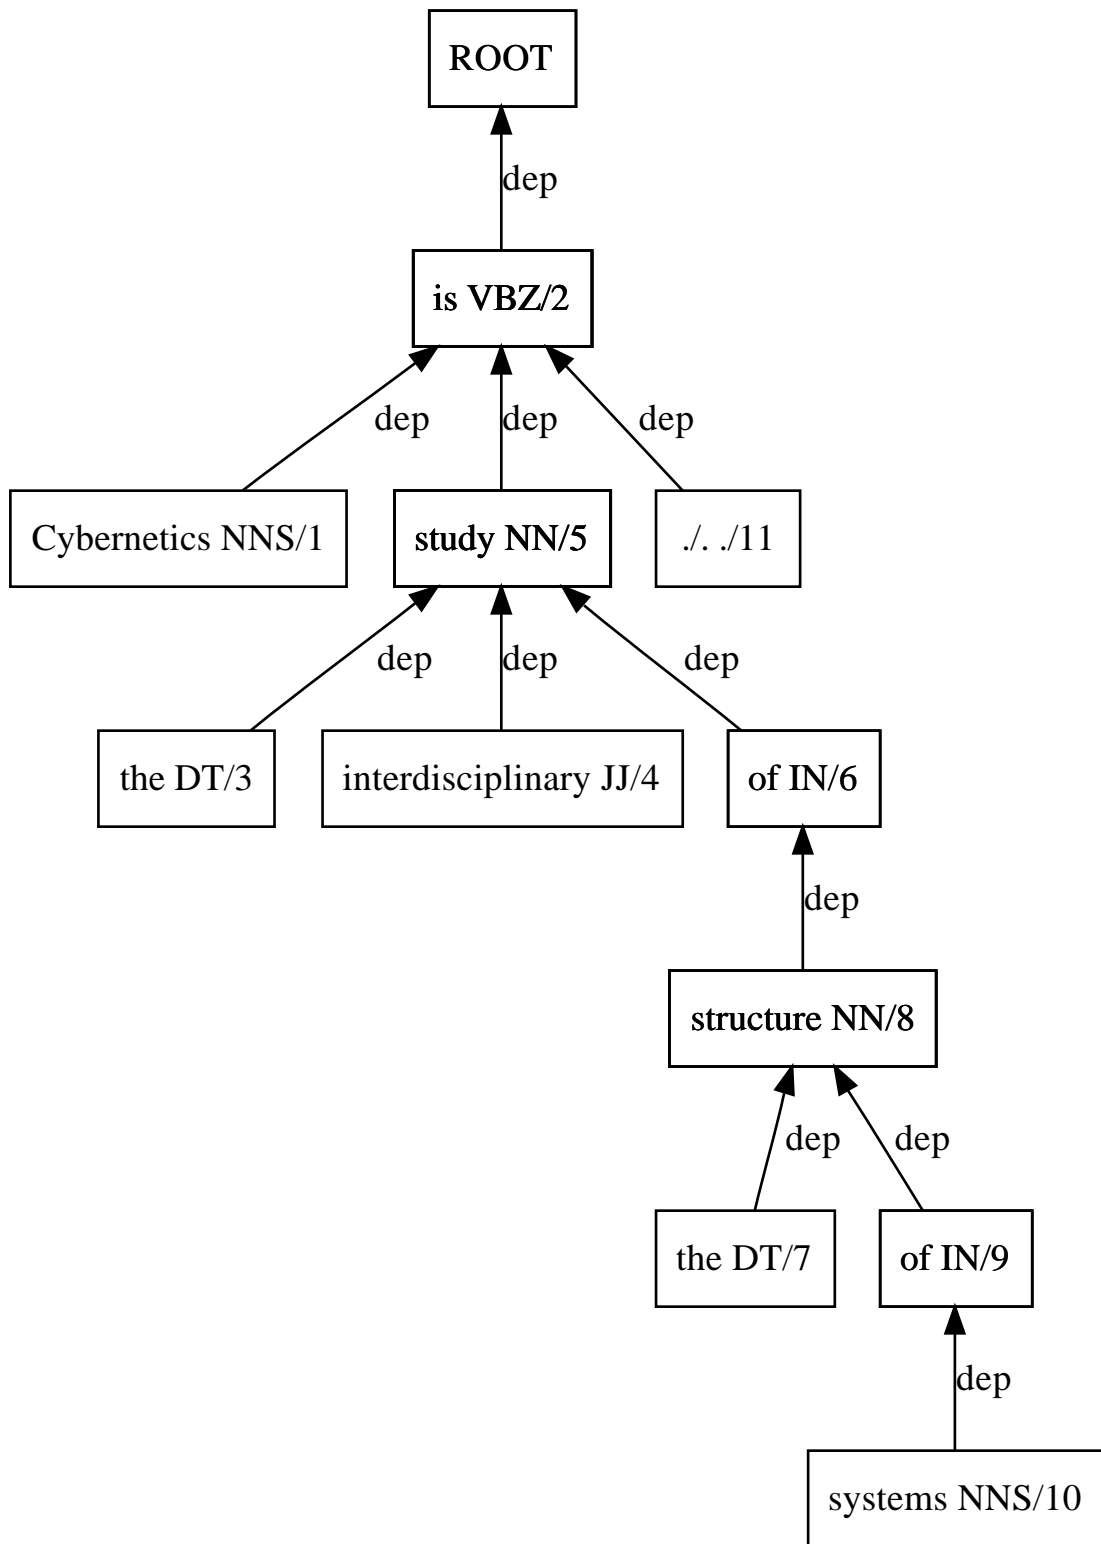 ROOT
dep
is VBZ/2
dep dep dep
Cybernetics NNS/1 study NN/5 ./. ./11
dep dep dep
the DT/3 interdisciplinary JJ/4 of IN/6
dep
structure NN/8
dep dep
the DT/7 of IN/9
dep
systems NNS/10